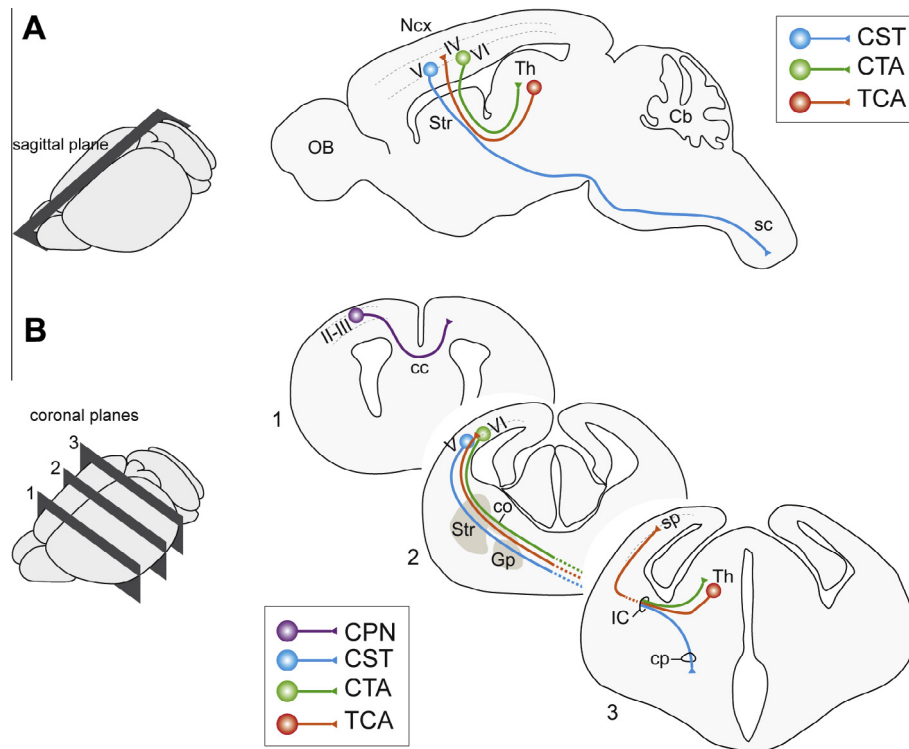 A
sagittal plane
Ncx
V
IV
VI
Th
Str
OB
Cb
sc
CST
CTA
TCA
B
coronal planes
1
2
3
II-III
cc
1
V
VI
co
Str
Gp
2
sp
Th
IC
cp
3
CPN
CST
CTA
TCA